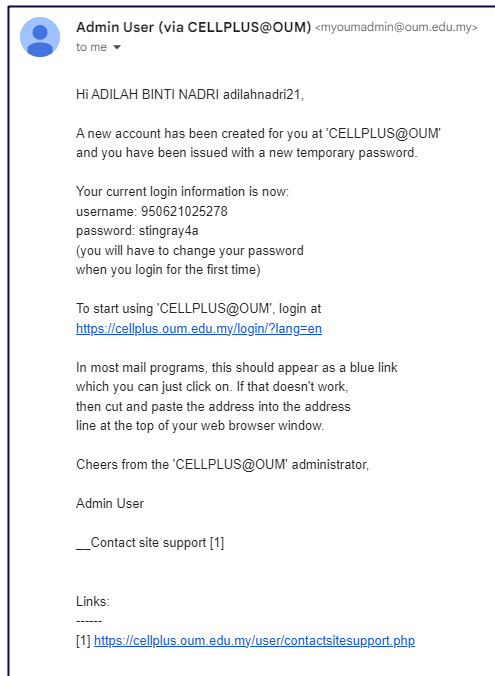 Admin User (via CELLPLUS@OUM) <myoumadmin@oum.edu.my>
to me
Hi ADILAH BINTI NADRI adilahnadri21,
A new account has been created for you at 'CELLPLUS@OUM'
and you have been issued with a new temporary password.
Your current login information is now:
username: 950621025278
password: stingray4a
(you will have to change your password
when you login for the first time)
To start using 'CELLPLUS@OUM', login at
https://cellplus.oum.edu.my/login/?lang=en
In most mail programs, this should appear as a blue link
which you can just click on. If that doesn't work,
then cut and paste the address into the address
line at the top of your web browser window.
Cheers from the 'CELLPLUS@OUM' administrator,
Admin User
__Contact site support [1]
Links:
------
[1] https://cellplus.oum.edu.my/user/contactsitesupport.php